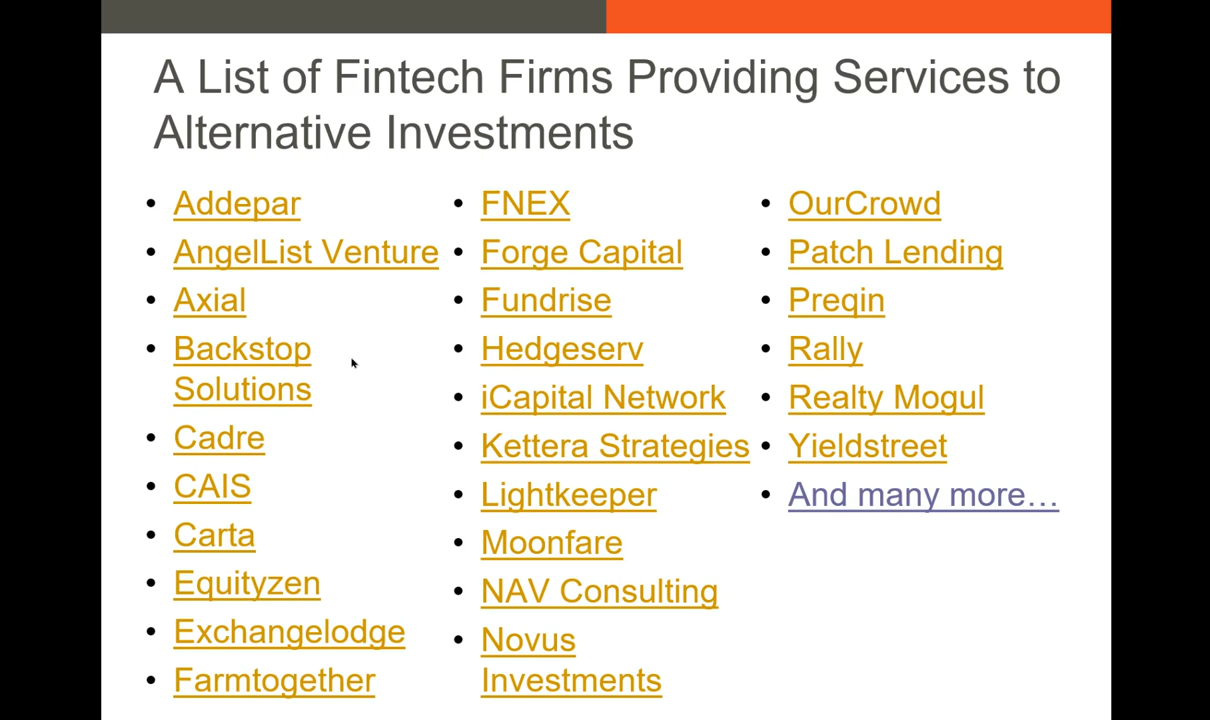 A List of Fintech Firms Providing Services to
Alternative Investments
• Addepar
• AngelList Venture
• Axial
• Backstop
Solutions
• Cadre
• CAIS
• Carta
• Equityzen
• Exchangelodge
• Farmtogether
• FNEX
• Forge Capital
• Fundrise
• Hedgeserv
• iCapital Network
• Kettera Strategies
• Lightkeeper
• Moonfare
• NAV Consulting
• Novus
Investments
• OurCrowd
• Patch Lending
• Preqin
• Rally
• Realty Mogul
• Yieldstreet
• And many more…